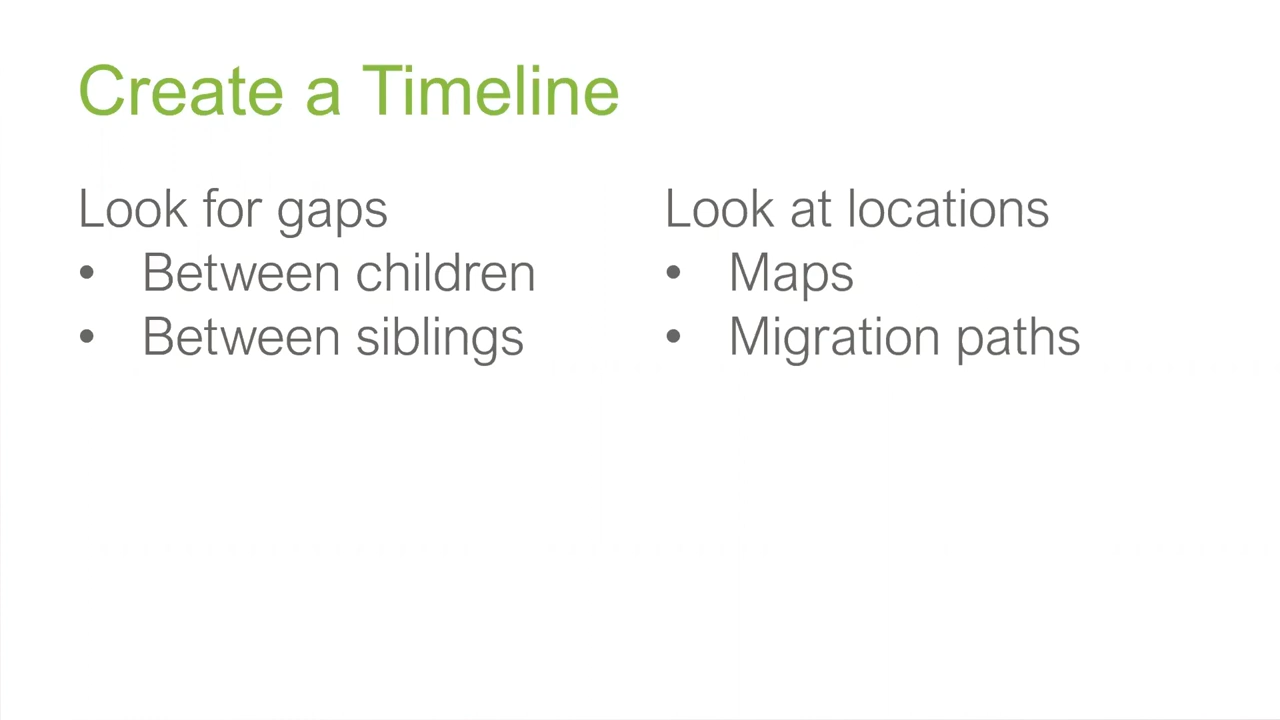 Create a Timeline
Look for gaps
• Between children
• Between siblings
Look at locations
• Maps
• Migration paths